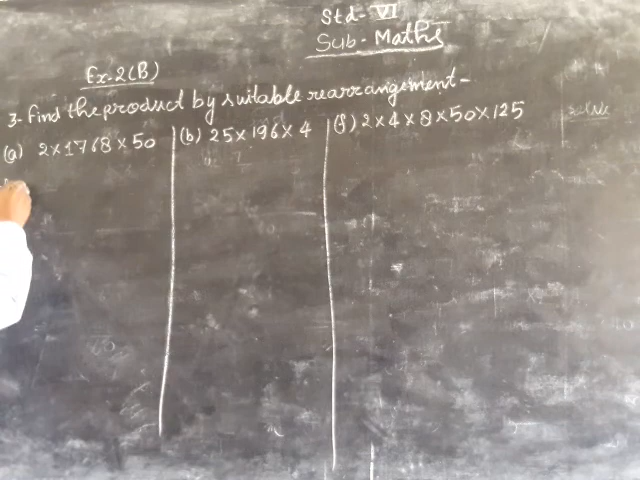 Std- VI
Sub- Maths
Ex-2(B)
3- Find the product by suitable rearrangement-
(a) 2×1768×50
(b) 25×196×4
(f) 2×4×8×50×125